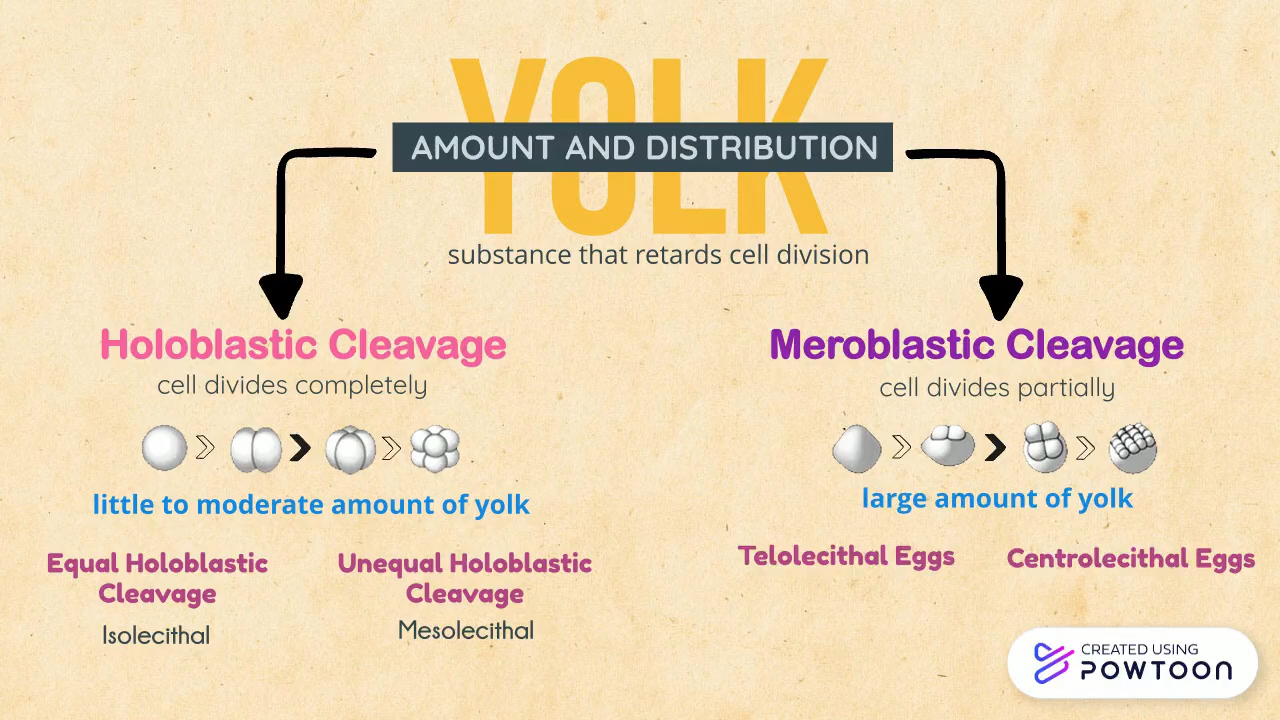 YOLK
AMOUNT AND DISTRIBUTION
substance that retards cell division
Holoblastic Cleavage
cell divides completely
little to moderate amount of yolk
Equal Holoblastic
Cleavage
Isolecithal
Unequal Holoblastic
Cleavage
Mesolecithal
Meroblastic Cleavage
cell divides partially
large amount of yolk
Telolecithal Eggs
Centrolecithal Eggs
CREATED USING
POWTOON